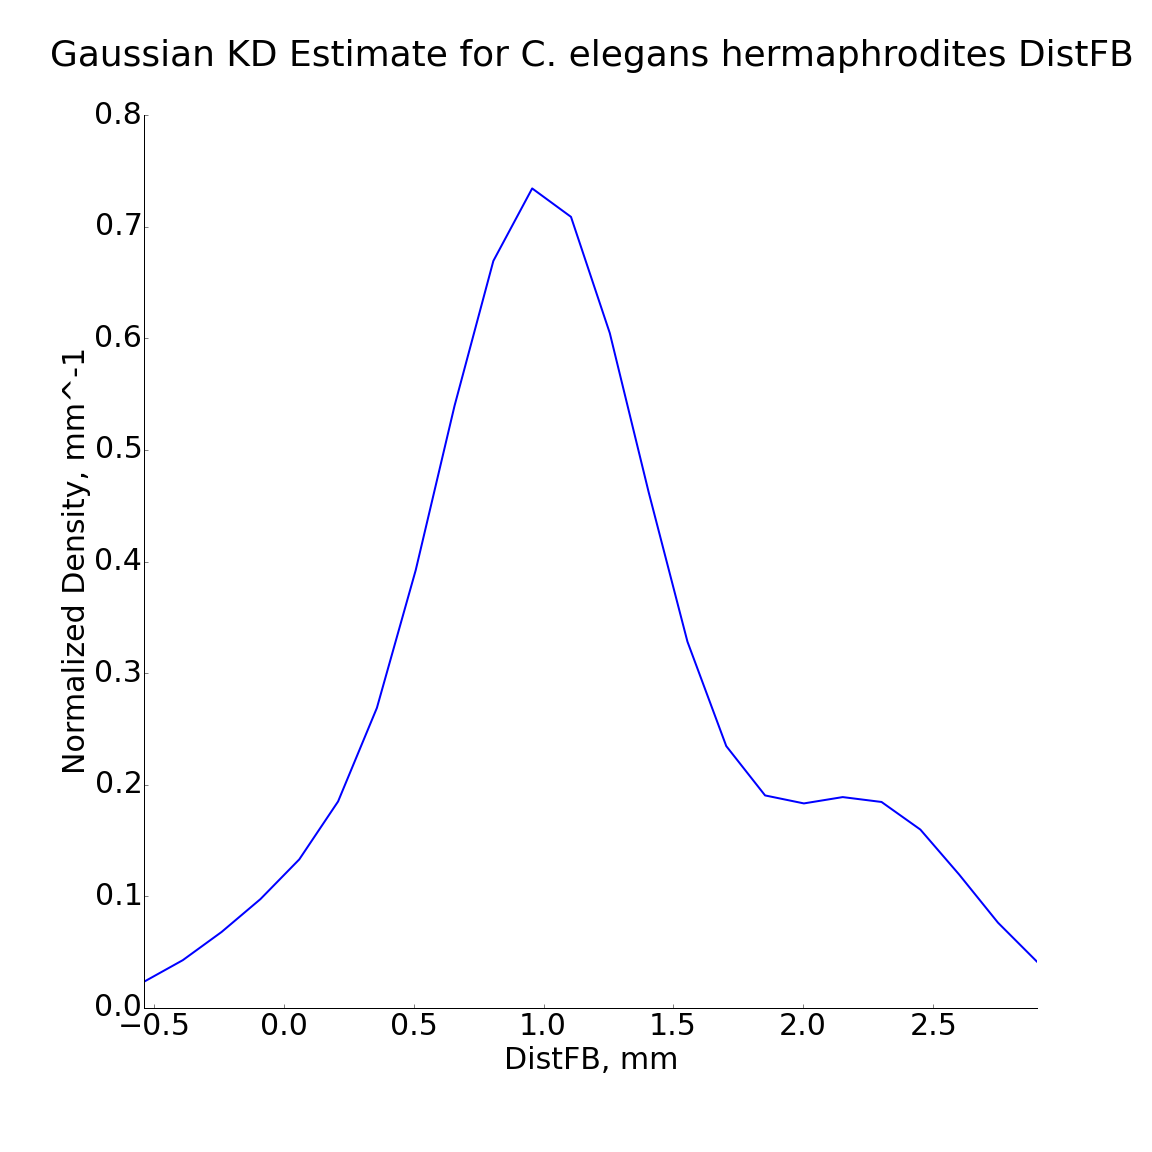 Gaussian KD Estimate for C. elegans hermaphrodites DistFB
0.8
0.7
0.6
0.5
0.4
0.3
0.2
0.1
0.0
Normalized Density, mm^-1
−0.5 0.0 0.5 1.0 1.5 2.0 2.5
DistFB, mm